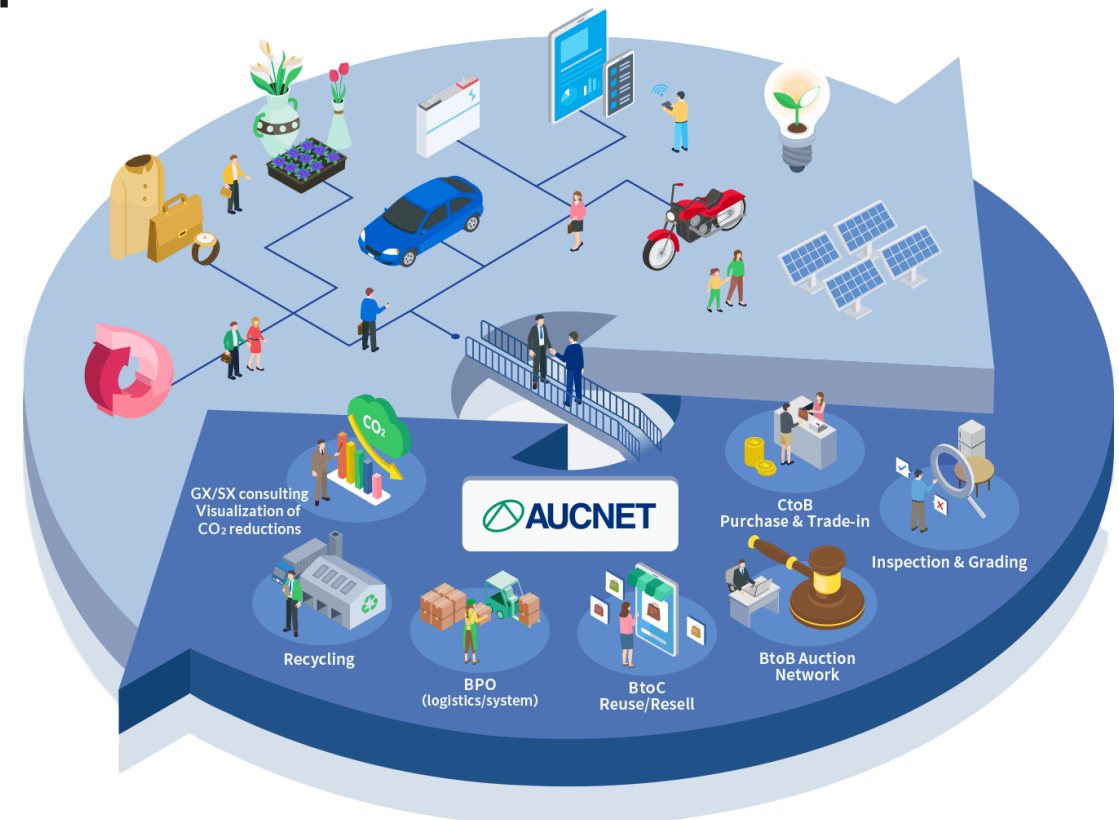 CO₂
GX/SX consulting
Visualization of
CO₂ reductions
AUCNET
CtoB
Purchase & Trade-in
Inspection & Grading
Recycling
BPO
(logistics/system)
BtoC
Reuse/Resell
BtoB Auction
Network